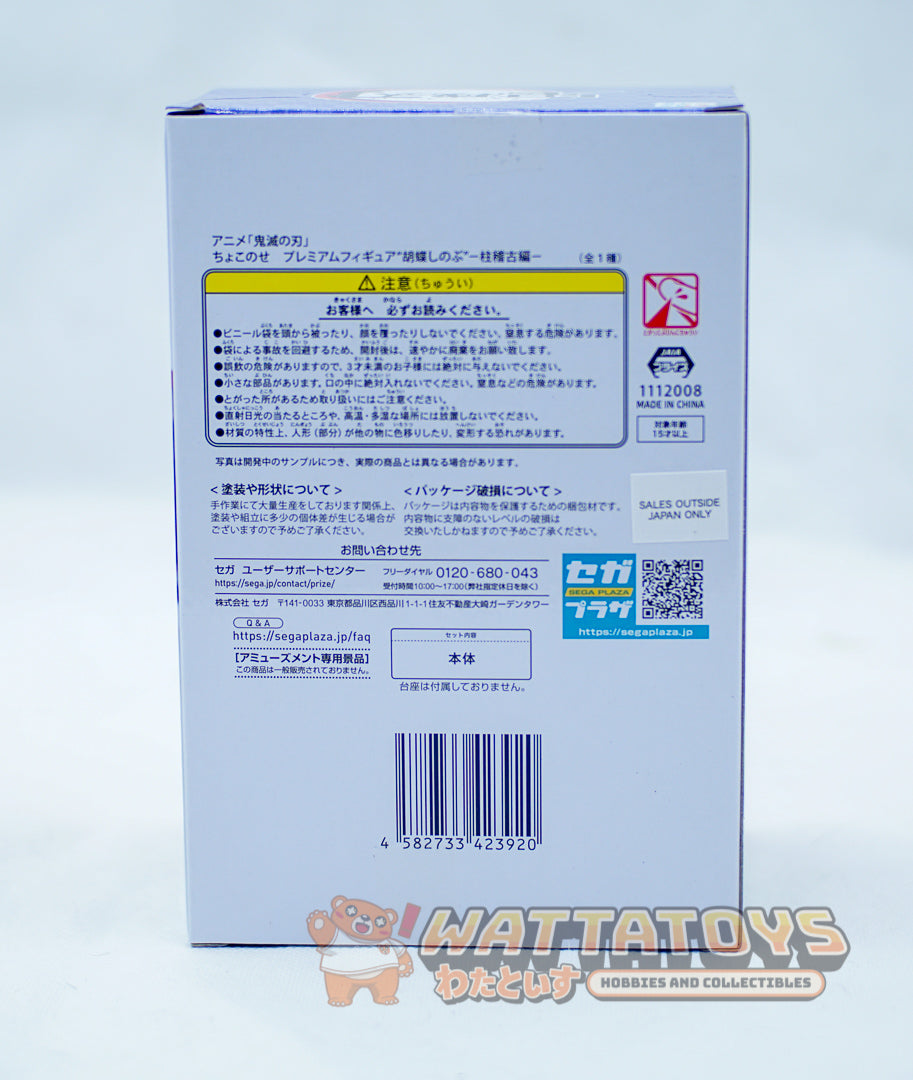 アニメ「鬼滅の刃」
ちょこのせ プレミアムフィギュア"胡蝶しのぶ"－柱稽古編－ (全1種)
注意(ちゅうい)
お客様へ 必ずお読みください。
●ビニール袋を頭から被ったり、顔を覆ったりしないでください。窒息する危険があります。
●袋による事故を回避するため、開封後は、速やかに廃棄をお願い致します。
●誤飲の危険がありますので、3才未満のお子様には絶対に与えないでください。
●小さな部品があります。口の中に絶対入れないでください。窒息などの危険があります。
●とがった所があるため取り扱いにはご注意ください。
●直射日光の当たるところや、高温・多湿な場所には放置しないでください。
●材質の特性上、人形(部分)が他の物に色移りしたり、変形する恐れがあります。
プライズ
1112008
MADE IN CHINA
対象年齢
15才以上
写真は開発中のサンプルにつき、実際の商品とは異なる場合があります。
<塗装や形状について>
手作業にて大量生産をしております関係上、
塗装や組立に多少の個体差が生じる場合が
ございますので予めご了承ください。
<パッケージ破損について>
パッケージは内容物を保護するための梱包材です。
内容物に支障のないレベルの破損は
交換いたしかねますので予めご了承ください。
SALES OUTSIDE
JAPAN ONLY
お問い合わせ先
セガ ユーザーサポートセンター
https://sega.jp/contact/prize/
フリーダイヤル 0120-680-043
受付時間10:00〜17:00(弊社指定休日を除く)
株式会社 セガ 〒141-0033 東京都品川区西品川1-1-1住友不動産大崎ガーデンタワー
セガ
SEGA PLAZA
プラザ
https://segaplaza.jp
Q & A
https://segaplaza.jp/faq
[アミューズメント専用景品]
この商品は一般販売されておりません。
セット内容
本体
台座は付属しておりません。
4 582733 423920
WATTATOYS
わたといす
HOBBIES AND COLLECTIBLES